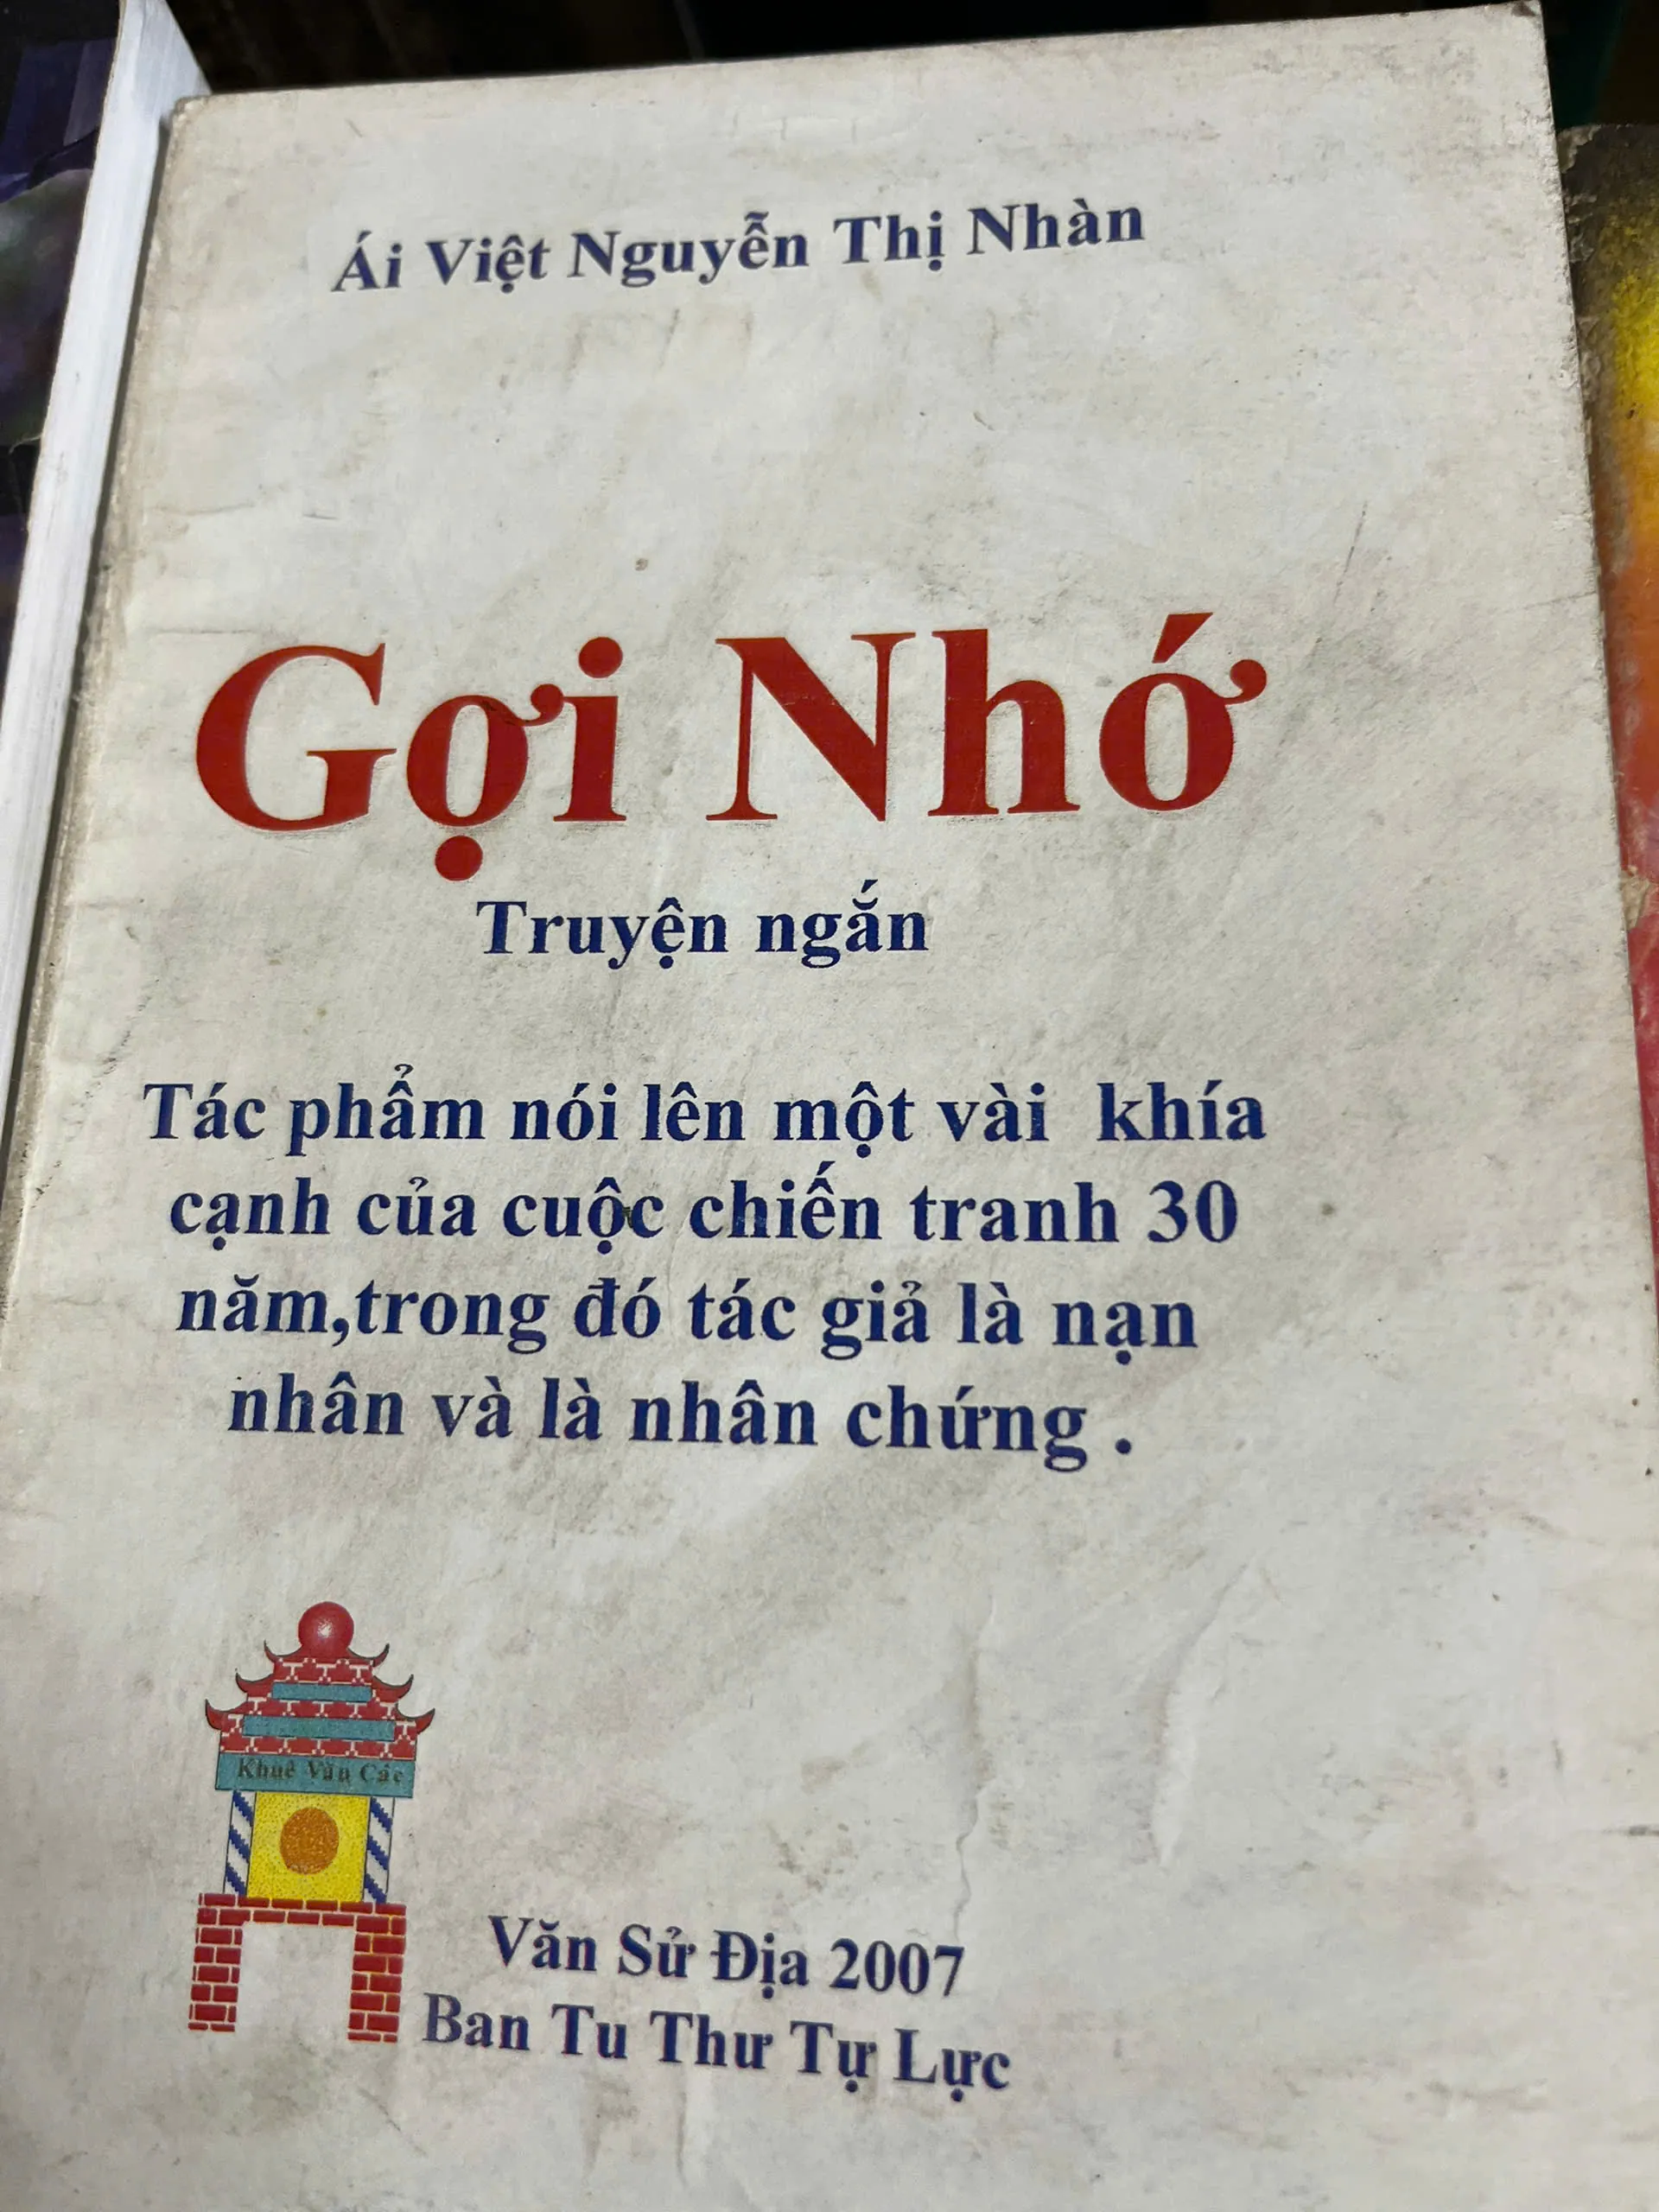 Ái Việt Nguyễn Thị Nhàn
Gợi Nhớ
Truyện ngắn
Tác phẩm nói lên một vài khía
cạnh của cuộc chiến tranh 30
năm,trong đó tác giả là nạn
nhân và là nhân chứng .
Khuê Văn Các
Văn Sử Địa 2007
Ban Tu Thư Tự Lực